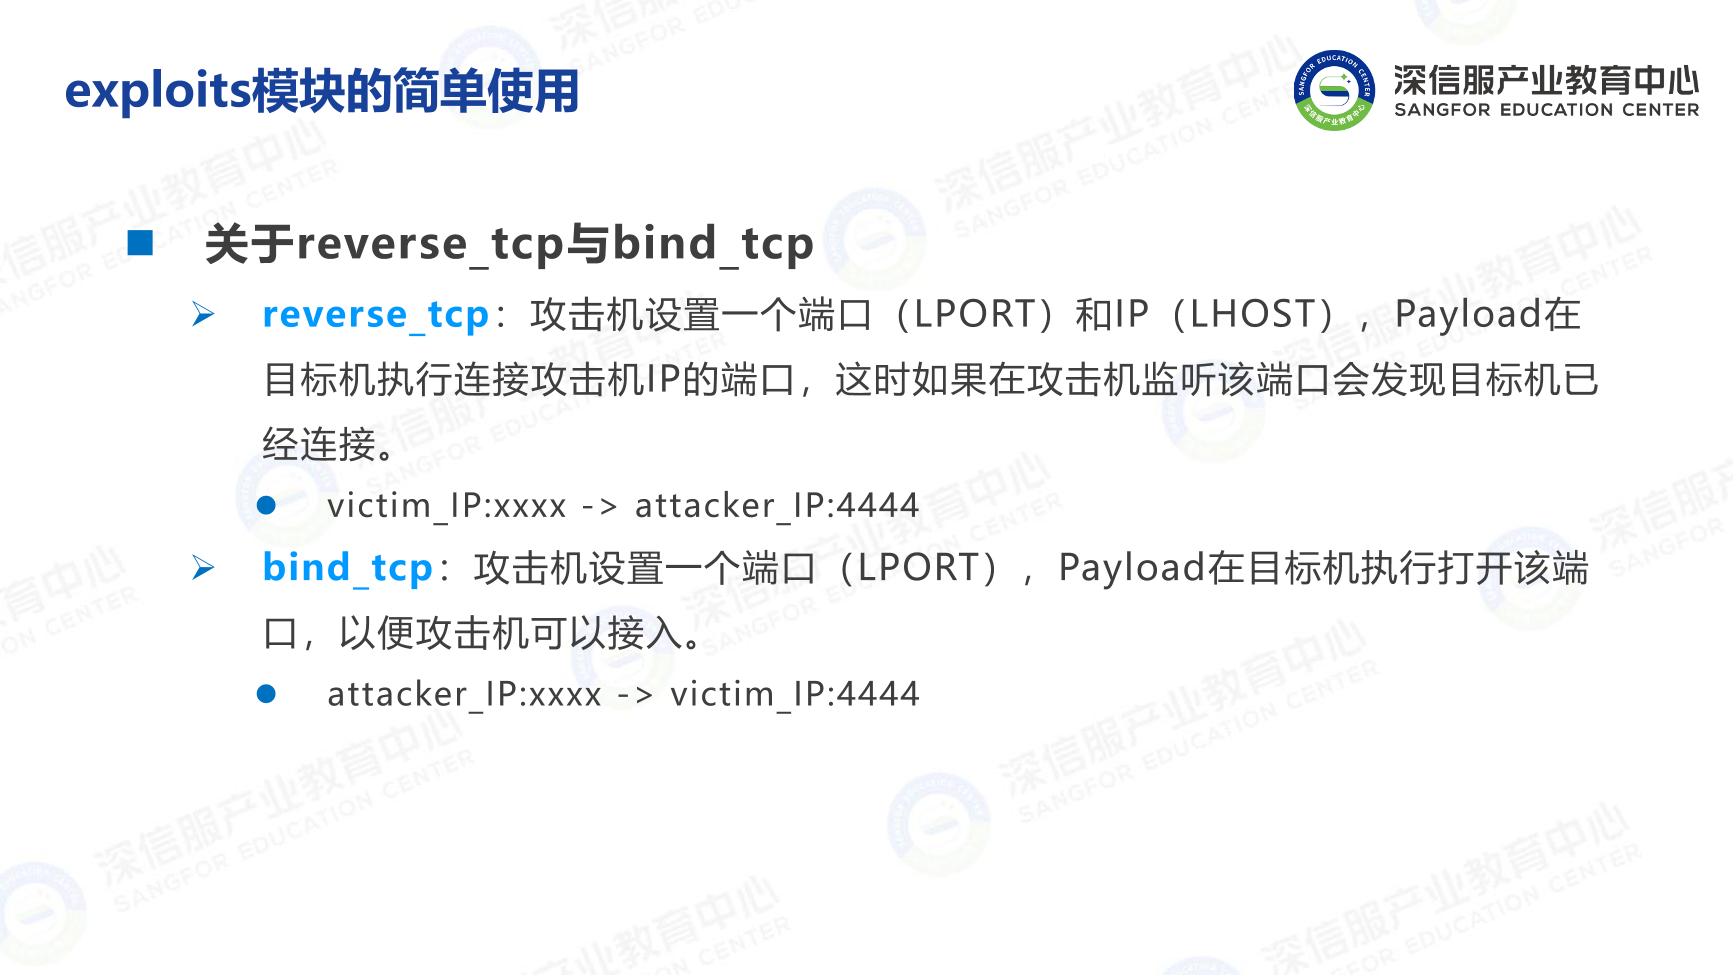 exploits模块的简单使用
深信服产业教育中心
SANGFOR EDUCATION CENTER
关于reverse_tcp与bind_tcp
reverse_tcp：攻击机设置一个端口（LPORT）和IP（LHOST），Payload在
目标机执行连接攻击机IP的端口，这时如果在攻击机监听该端口会发现目标机已
经连接。
victim_IP:xxxx -> attacker_IP:4444
bind_tcp：攻击机设置一个端口（LPORT），Payload在目标机执行打开该端
口，以便攻击机可以接入。
attacker_IP:xxxx -> victim_IP:4444